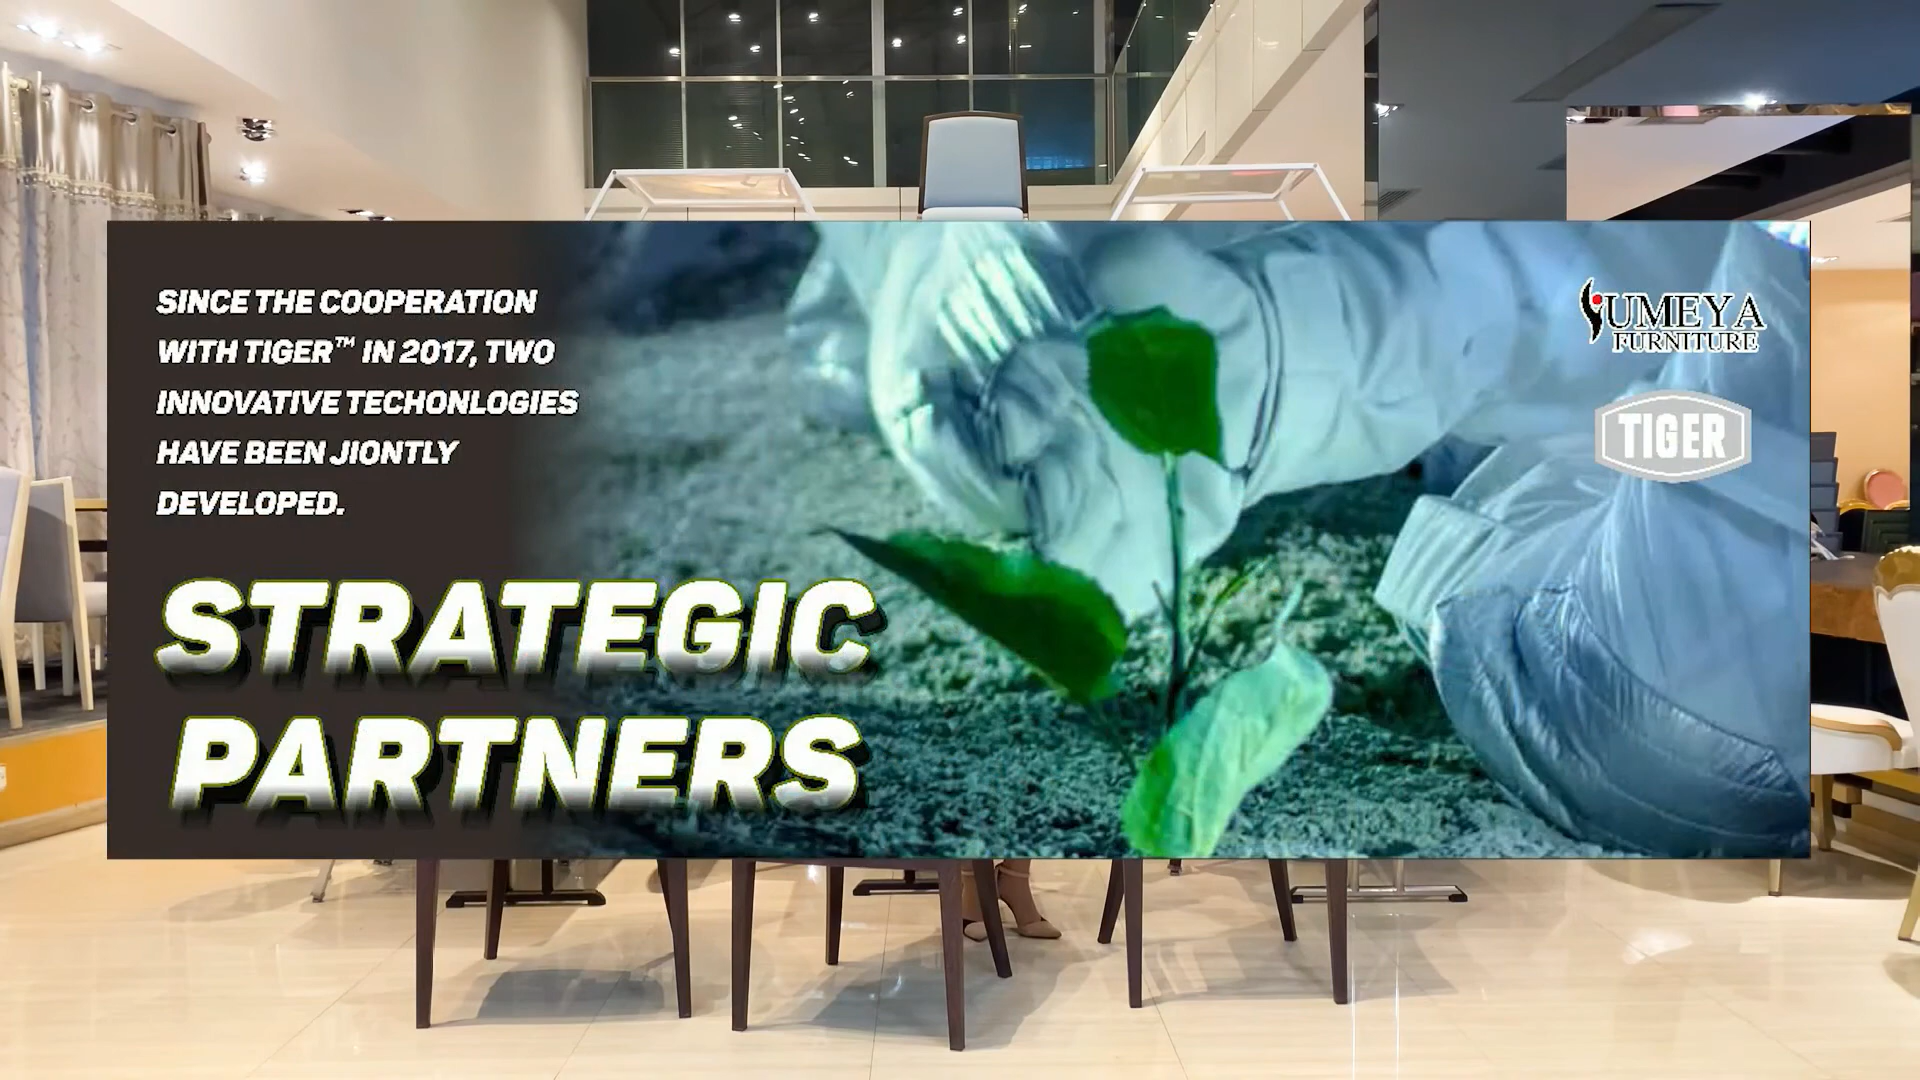 SINCE THE COOPERATION
WITH TIGER™ IN 2017, TWO
INNOVATIVE TECHONLOGIES
HAVE BEEN JIONTLY
DEVELOPED.
STRATEGIC
PARTNERS
YUMEYA
FURNITURE
TIGER